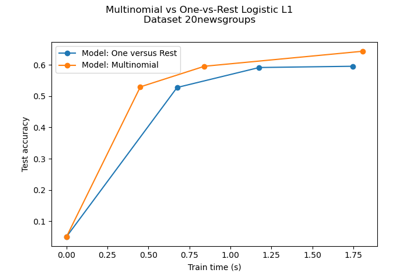 Multinomial vs One-vs-Rest Logistic L1
Dataset 20newsgroups
Model: One versus Rest
Model: Multinomial
Test accuracy
0.6
0.5
0.4
0.3
0.2
0.1
0.00 0.25 0.50 0.75 1.00 1.25 1.50 1.75
Train time (s)